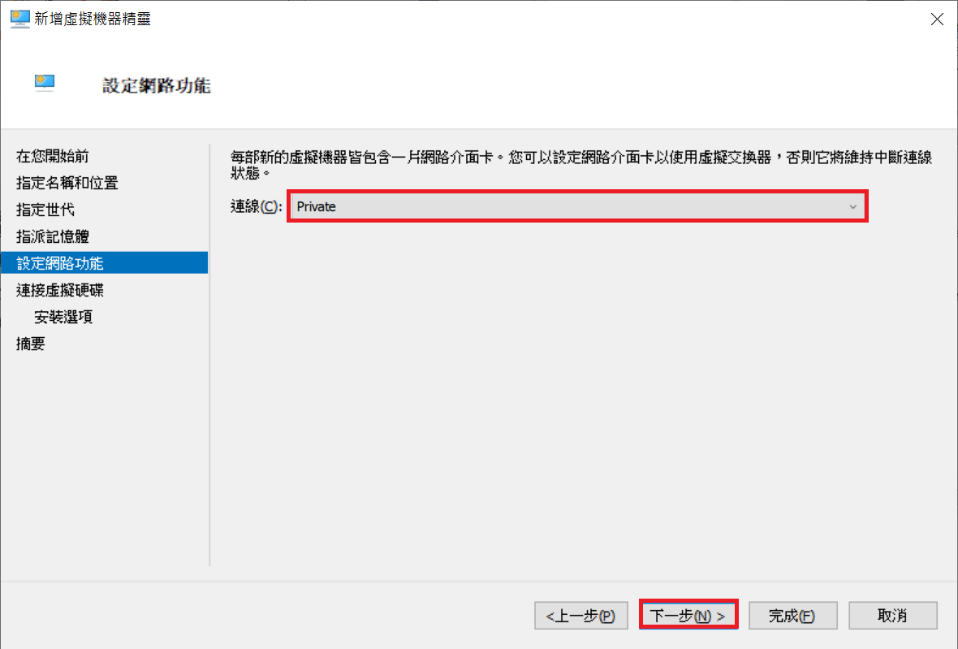 新增虛擬機器精靈
設定網路功能
在您開始前
指定名稱和位置
指定世代
指派記憶體
設定網路功能
連接虛擬硬碟
安裝選項
摘要
每部新的虛擬機器皆包含一片網路介面卡。您可以設定網路介面卡以使用虛擬交換器，否則它將維持中斷連線
狀態。
連線(C): Private
<上一步(P) 下一步(N) > 完成(F) 取消